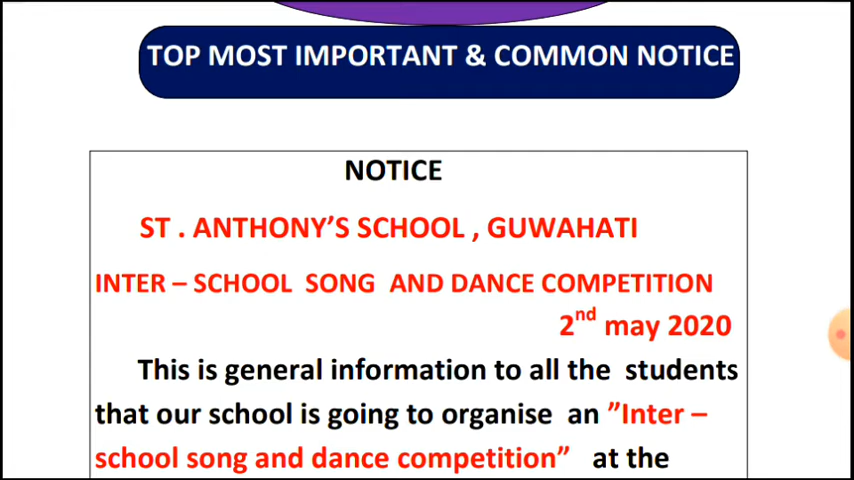 TOP MOST IMPORTANT & COMMON NOTICE
NOTICE
ST . ANTHONY’S SCHOOL , GUWAHATI
INTER – SCHOOL SONG AND DANCE COMPETITION
2nd may 2020
This is general information to all the students
that our school is going to organise an ”Inter –
school song and dance competition” at the